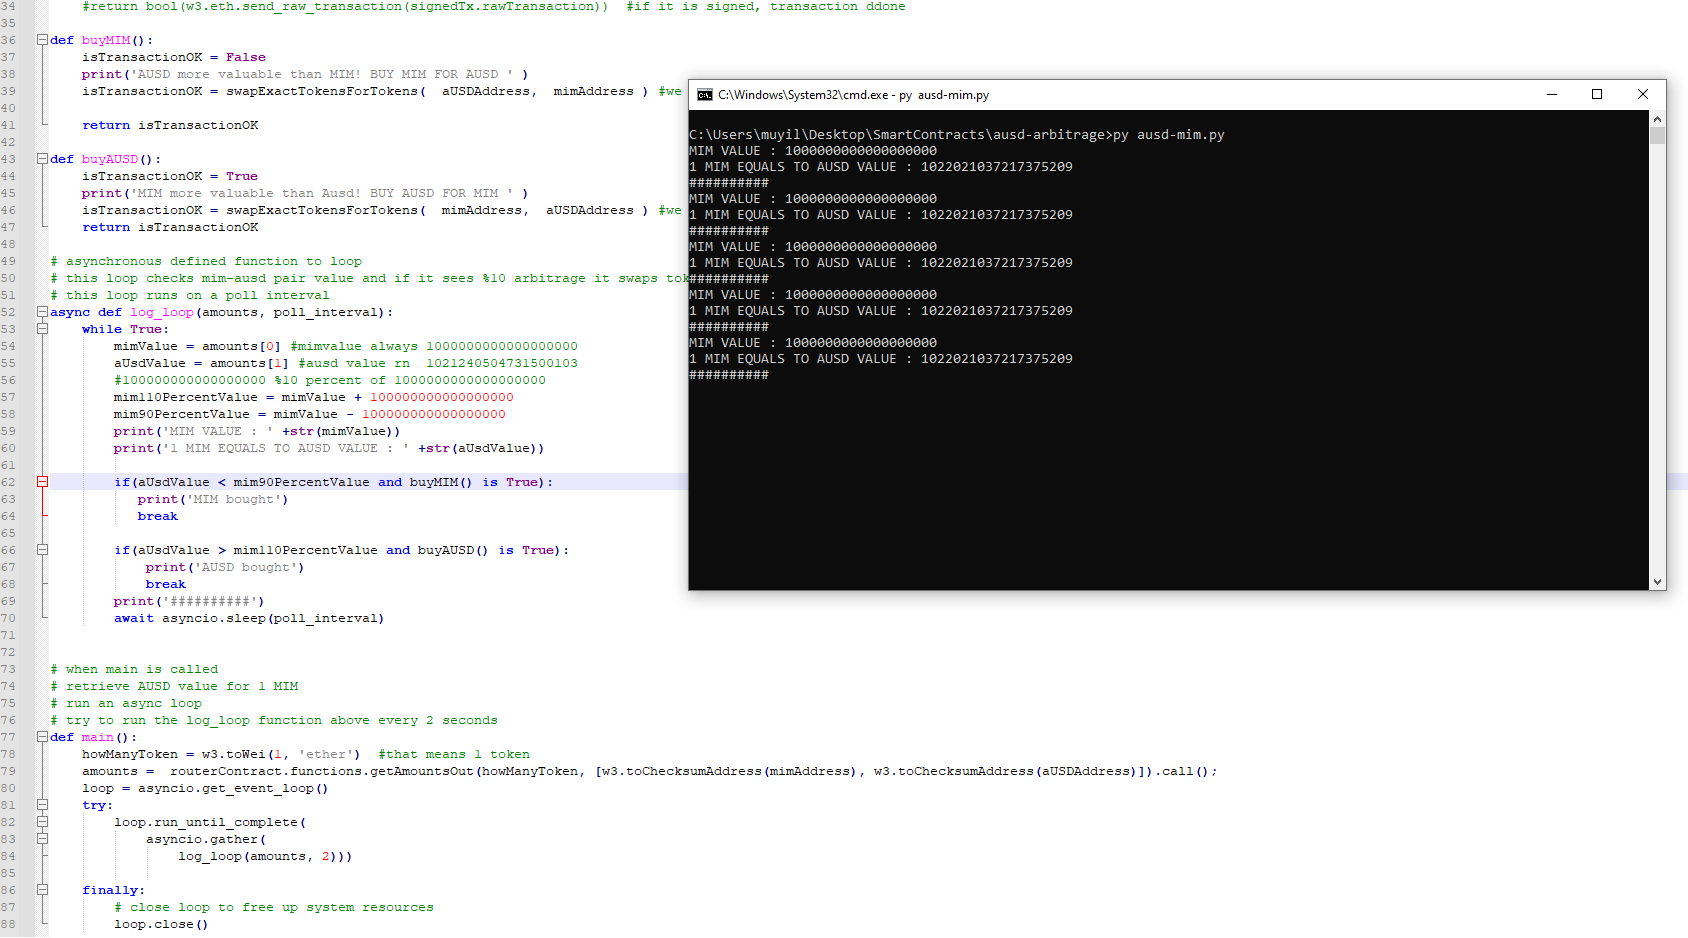 34 #return bool(w3.eth.send_raw_transaction(signedTx.rawTransaction))  #if it is signed, transaction ddone
35
36 def buyMIM():
37     isTransactionOK = False
38     print('AUSD more valuable than MIM! BUY MIM FOR AUSD ' )
39     isTransactionOK = swapExactTokensForTokens(  aUSDAddress,  mimAddress ) #we
40
41     return isTransactionOK
42
43 def buyAUSD():
44     isTransactionOK = True
45     print('MIM more valuable than Ausd! BUY AUSD FOR MIM ' )
46     isTransactionOK = swapExactTokensForTokens(  mimAddress,  aUSDAddress ) #we
47     return isTransactionOK
48
49 # asynchronous defined function to loop
50 # this loop checks mim-ausd pair value and if it sees %10 arbitrage it swaps tok
51 # this loop runs on a poll interval
52 async def log_loop(amounts, poll_interval):
53     while True:
54         mimValue = amounts[0] #mimvalue always 1000000000000000000
55         aUsdValue = amounts[1] #ausd value rn  1021240504731500103
56         #100000000000000000 %10 percent of 1000000000000000000
57         mim110PercentValue = mimValue + 100000000000000000
58         mim90PercentValue = mimValue - 100000000000000000
59         print('MIM VALUE : ' +str(mimValue))
60         print('1 MIM EQUALS TO AUSD VALUE : ' +str(aUsdValue))
61
62         if(aUsdValue < mim90PercentValue and buyMIM() is True):
63            print('MIM bought')
64            break
65
66         if(aUsdValue > mim110PercentValue and buyAUSD() is True):
67             print('AUSD bought')
68             break
69         print('##########')
70         await asyncio.sleep(poll_interval)
71
72
73 # when main is called
74 # retrieve AUSD value for 1 MIM
75 # run an async loop
76 # try to run the log_loop function above every 2 seconds
77 def main():
78     howManyToken = w3.toWei(1, 'ether')  #that means 1 token
79     amounts =  routerContract.functions.getAmountsOut(howManyToken, [w3.toChecksumAddress(mimAddress), w3.toChecksumAddress(aUSDAddress)]).call();
80     loop = asyncio.get_event_loop()
81     try:
82         loop.run_until_complete(
83             asyncio.gather(
84                 log_loop(amounts, 2)))
85
86     finally:
87         # close loop to free up system resources
88         loop.close()
C:\Windows\System32\cmd.exe - py  ausd-mim.py
C:\Users\muyil\Desktop\SmartContracts\ausd-arbitrage>py ausd-mim.py
MIM VALUE : 1000000000000000000
1 MIM EQUALS TO AUSD VALUE : 1022021037217375209
##########
MIM VALUE : 1000000000000000000
1 MIM EQUALS TO AUSD VALUE : 1022021037217375209
##########
MIM VALUE : 1000000000000000000
1 MIM EQUALS TO AUSD VALUE : 1022021037217375209
##########
MIM VALUE : 1000000000000000000
1 MIM EQUALS TO AUSD VALUE : 1022021037217375209
##########
MIM VALUE : 1000000000000000000
1 MIM EQUALS TO AUSD VALUE : 1022021037217375209
##########